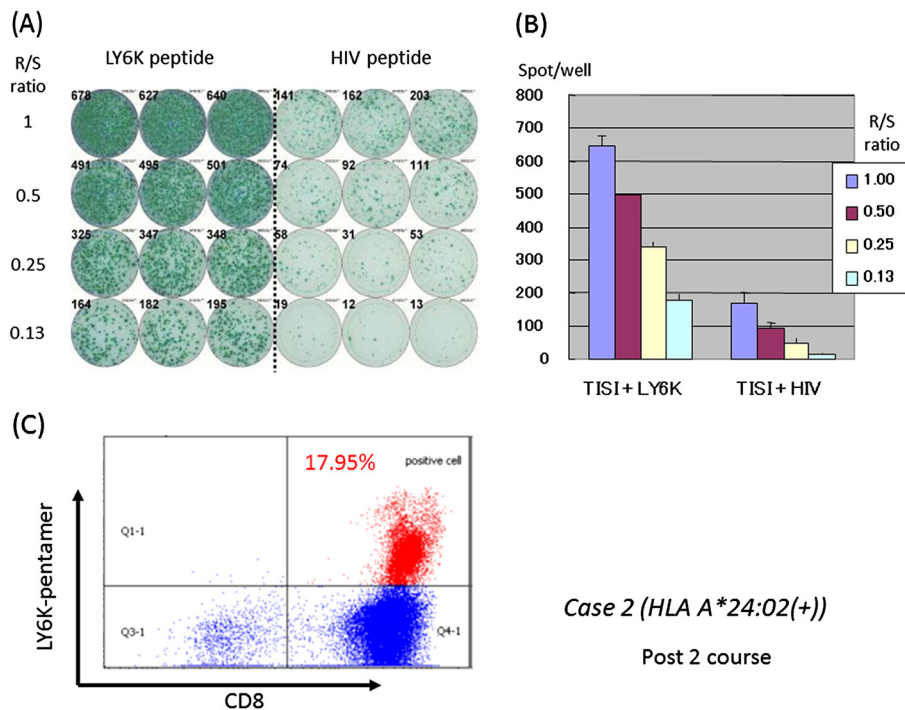 (A)
R/S
ratio
LY6K peptide
HIV peptide
1
678 627 640 141 162 203
0.5
491 495 501 74 92 111
0.25
325 347 348 58 31 53
0.13
164 182 195 19 12 13
(B)
Spot/well
800
700
600
500
400
300
200
100
0
TISI + LY6K
TISI + HIV
R/S
ratio
1.00
0.50
0.25
0.13
(C)
LY6K-pentamer
17.95%
positive cell
Q1-1
Q3-1
Q4-1
CD8
Case 2 (HLA A*24:02(+))
Post 2 course